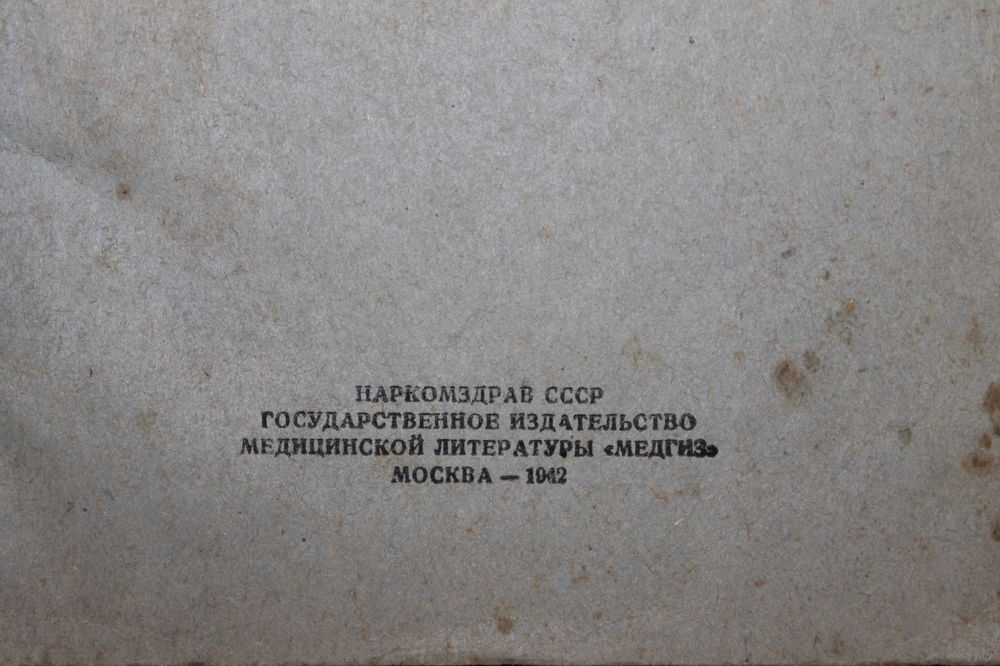 НАРКОМЗДРАВ СССР
ГОСУДАРСТВЕННОЕ ИЗДАТЕЛЬСТВО
МЕДИЦИНСКОЙ ЛИТЕРАТУРЫ «МЕДГИЗ»
МОСКВА — 1942